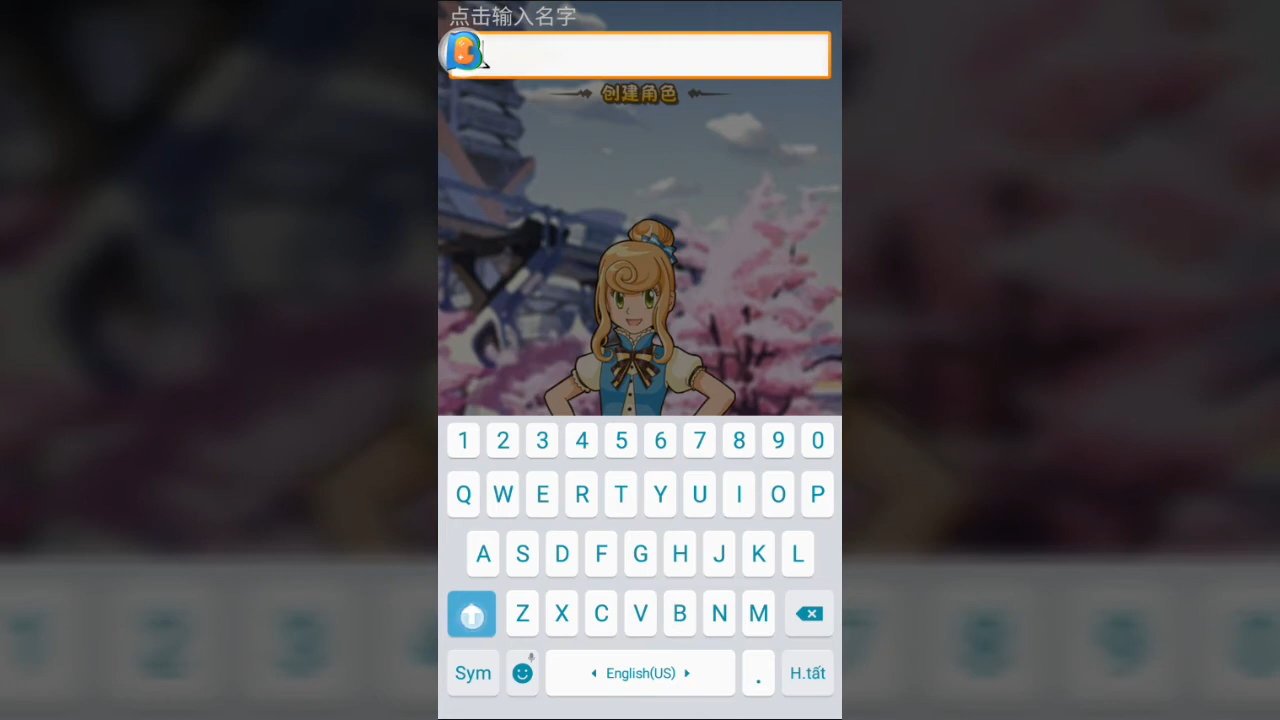 点击输入名字
创建角色
1 2 3 4 5 6 7 8 9 0
Q W E R T Y U I O P
A S D F G H J K L
Z X C V B N M
Sym English(US) . H.tất